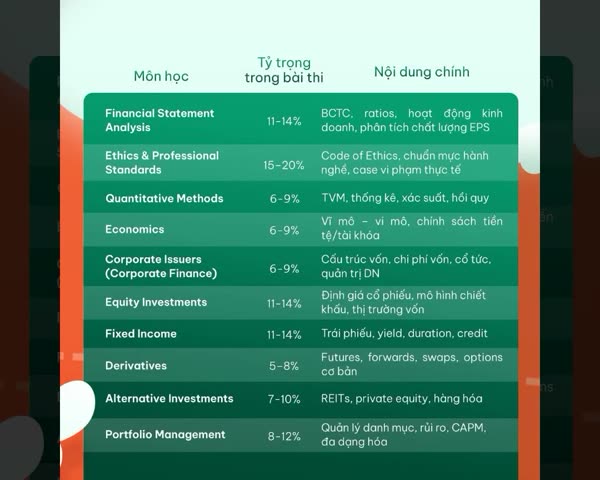 Môn học
Tỷ trọng
trong bài thi
Nội dung chính
Financial Statement
Analysis
11-14%
BCTC, ratios, hoạt động kinh
doanh, phân tích chất lượng EPS
Ethics & Professional
Standards
15-20%
Code of Ethics, chuẩn mực hành
nghề, case vi phạm thực tế
Quantitative Methods
6-9%
TVM, thống kê, xác suất, hồi quy
Economics
6-9%
Vĩ mô – vi mô, chính sách tiền
tệ/tài khóa
Corporate Issuers
(Corporate Finance)
6-9%
Cấu trúc vốn, chi phí vốn, cổ tức,
quản trị DN
Equity Investments
11-14%
Định giá cổ phiếu, mô hình chiết
khấu, thị trường vốn
Fixed Income
11-14%
Trái phiếu, yield, duration, credit
Derivatives
5-8%
Futures, forwards, swaps, options
cơ bản
Alternative Investments
7-10%
REITs, private equity, hàng hóa
Portfolio Management
8-12%
Quản lý danh mục, rủi ro, CAPM,
đa dạng hóa